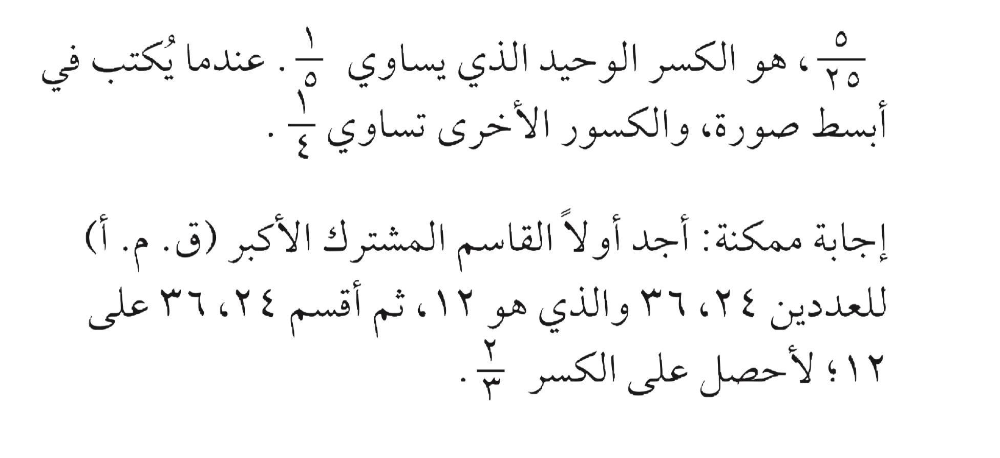 ٥/٢٥، هو الكسر الوحيد الذي يساوي ١/٥. عندما يُكتب في
أبسط صورة، والكسور الأخرى تساوي ١/٤.
إجابة ممكنة: أجد أولاً القاسم المشترك الأكبر (ق. م. أ)
للعددين ٢٤، ٣٦ والذي هو ١٢، ثم أقسم ٢٤، ٣٦ على
١٢؛ لأحصل على الكسر ٢/٣.